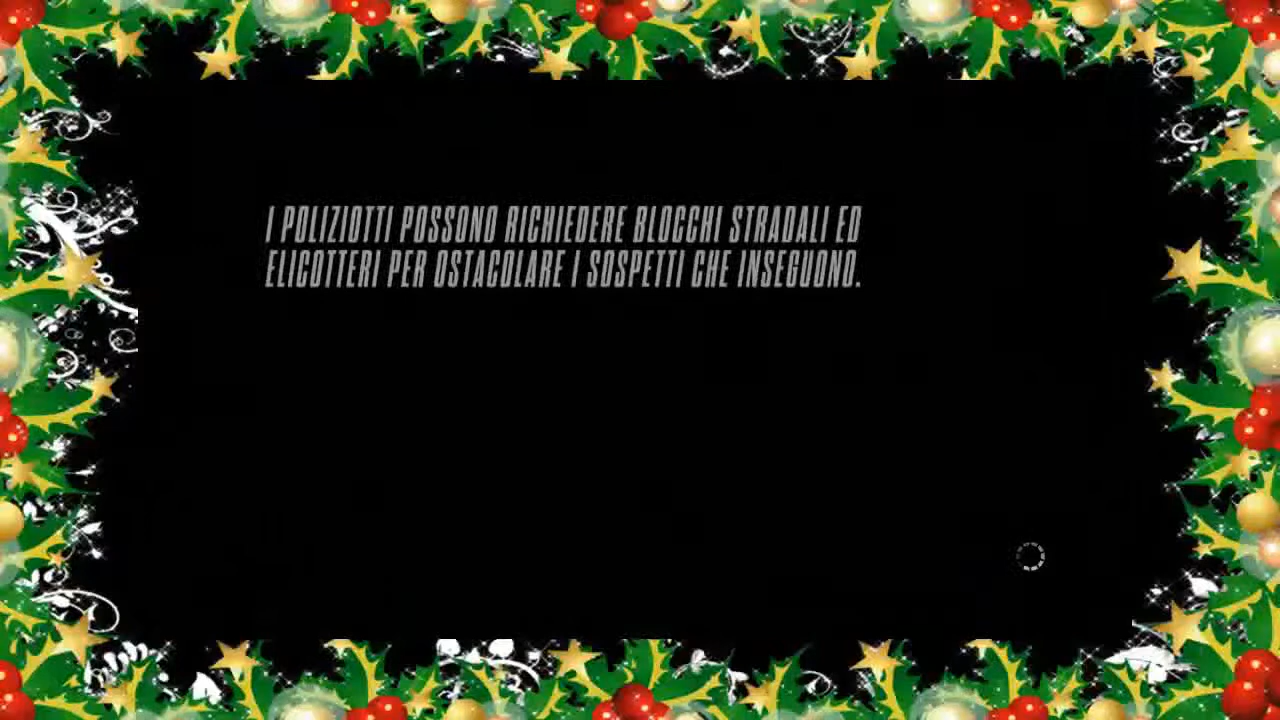 I POLIZIOTTI POSSONO RICHIEDERE BLOCCHI STRADALI ED
ELICOTTERI PER OSTACOLARE I SOSPETTI CHE INSEGUONO.